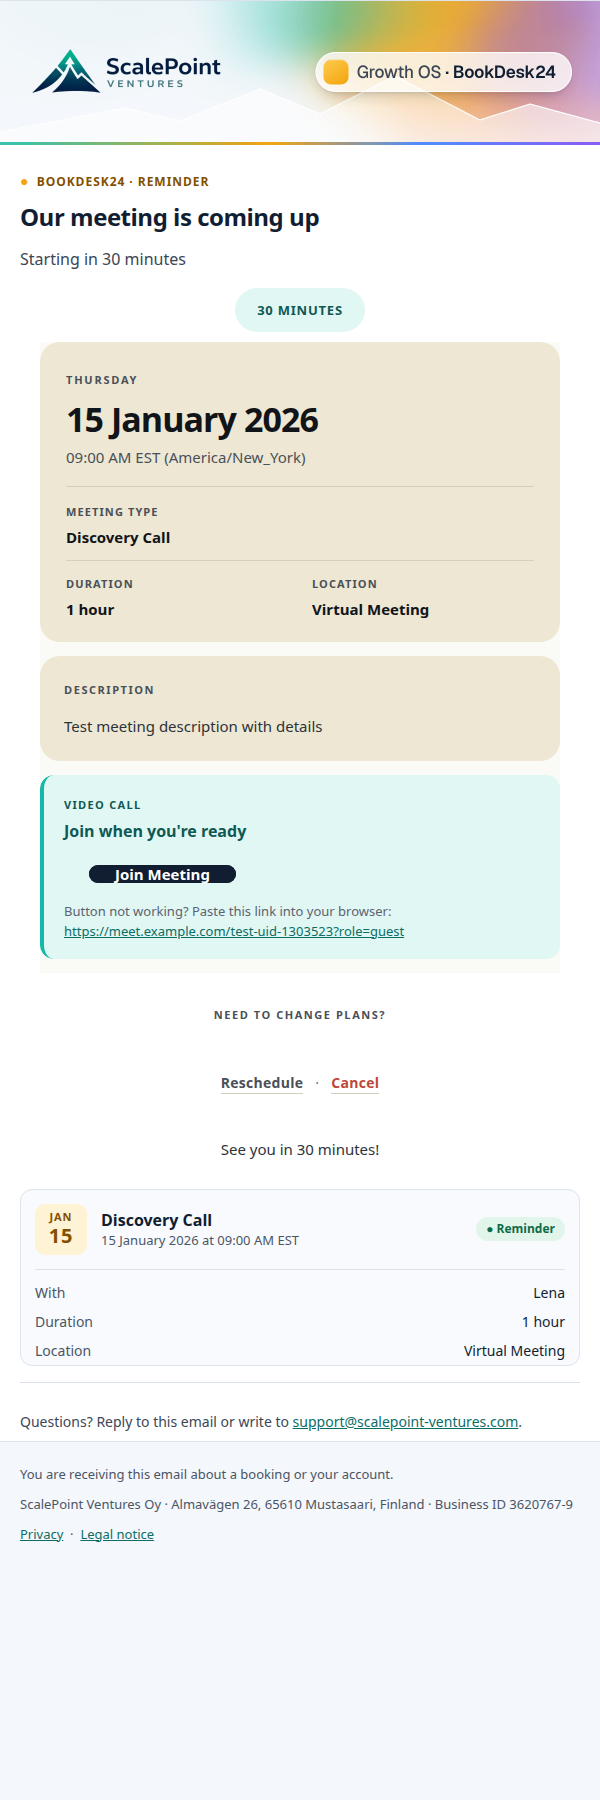 ScalePoint
VENTURES
Growth OS · BookDesk24
● BOOKDESK24 · REMINDER
Our meeting is coming up
Starting in 30 minutes
30 MINUTES
THURSDAY
15 January 2026
09:00 AM EST (America/New_York)
MEETING TYPE
Discovery Call
DURATION LOCATION
1 hour Virtual Meeting
DESCRIPTION
Test meeting description with details
VIDEO CALL
Join when you're ready
Join Meeting
Button not working? Paste this link into your browser:
https://meet.example.com/test-uid-1303523?role=guest
NEED TO CHANGE PLANS?
Reschedule · Cancel
See you in 30 minutes!
JAN
15
Discovery Call
15 January 2026 at 09:00 AM EST
● Reminder
With Lena
Duration 1 hour
Location Virtual Meeting
Questions? Reply to this email or write to support@scalepoint-ventures.com.
You are receiving this email about a booking or your account.
ScalePoint Ventures Oy · Almavägen 26, 65610 Mustasaari, Finland · Business ID 3620767-9
Privacy · Legal notice